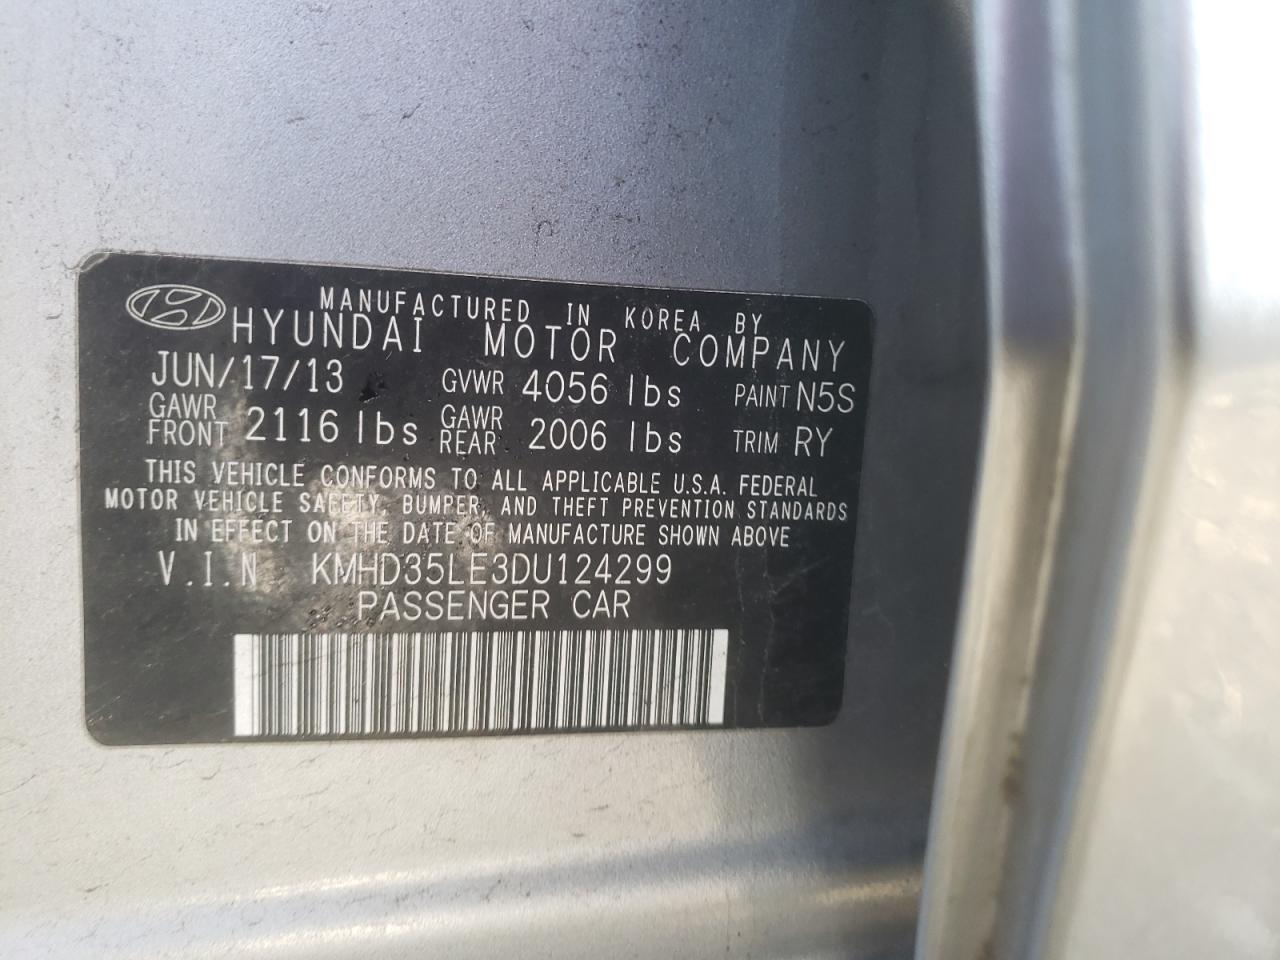 MANUFACTURED IN KOREA BY
HYUNDAI MOTOR COMPANY
JUN/17/13 GVWR 4056 lbs PAINT N5S
GAWR FRONT 2116 lbs GAWR REAR 2006 lbs TRIM RY
THIS VEHICLE CONFORMS TO ALL APPLICABLE U.S.A. FEDERAL
MOTOR VEHICLE SAFETY, BUMPER, AND THEFT PREVENTION STANDARDS
IN EFFECT ON THE DATE OF MANUFACTURE SHOWN ABOVE
V.I.N KMHD35LE3DU124299
PASSENGER CAR